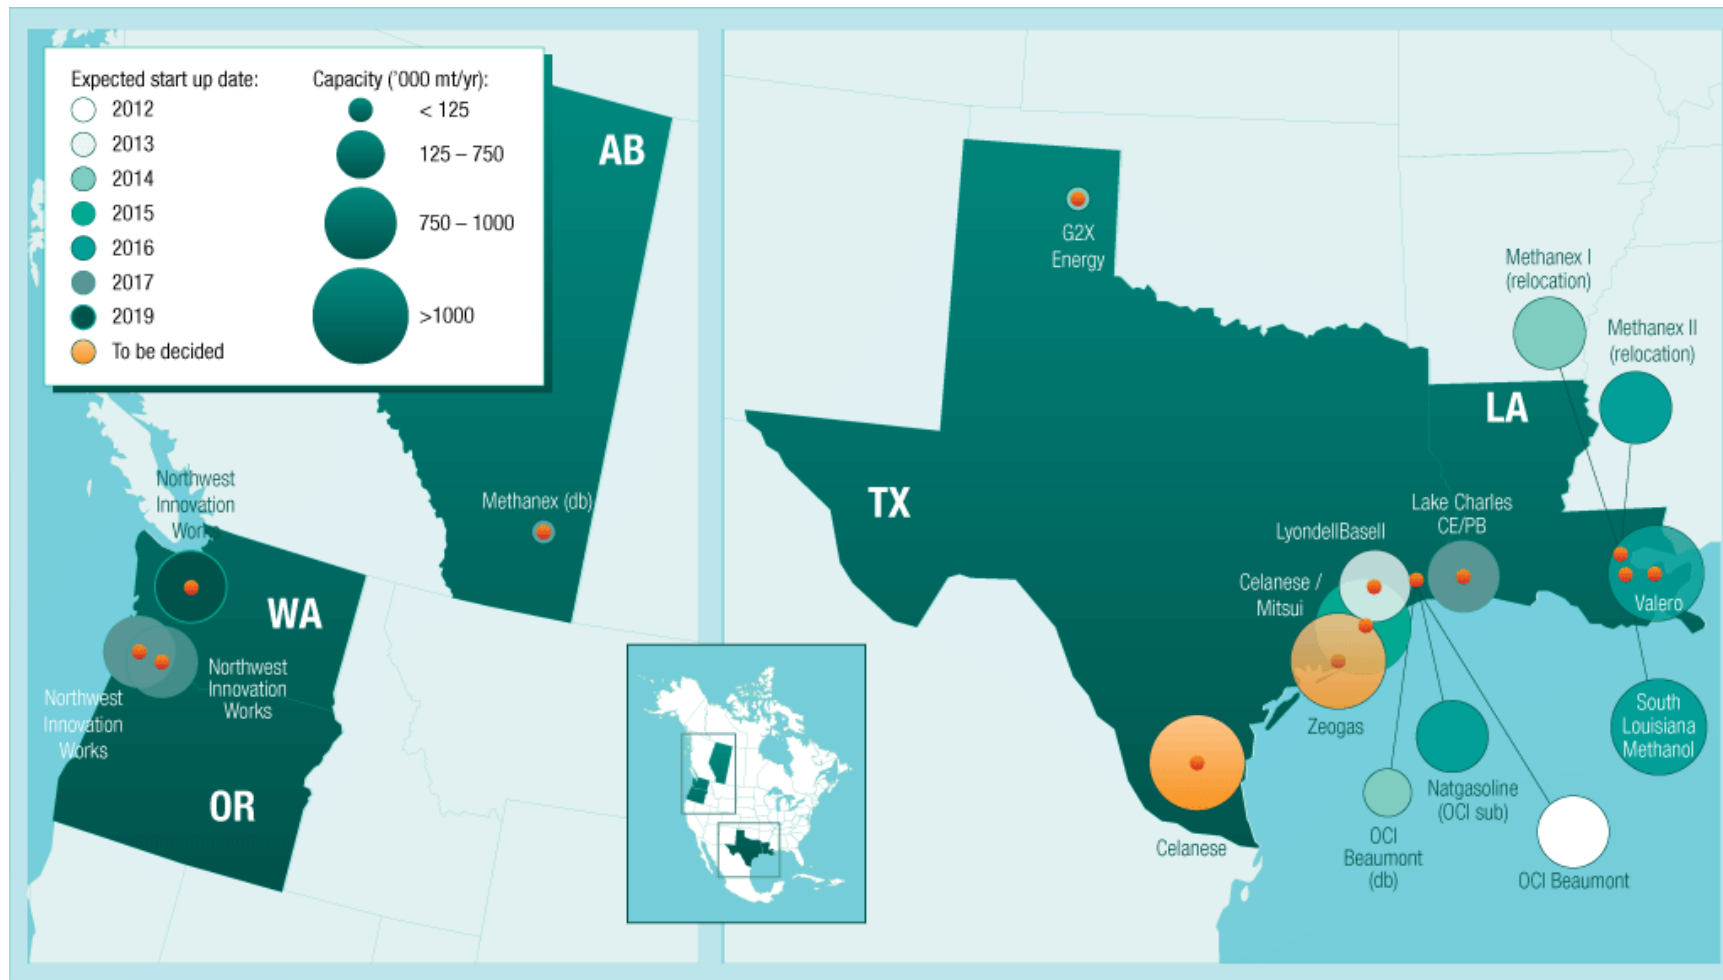 Expected start up date:
2012
2013
2014
2015
2016
2017
2019
To be decided
Capacity ('000 mt/yr):
< 125
125 – 750
750 – 1000
>1000
AB
Methanex (db)
Northwest
Innovation
Works
WA
Northwest
Innovation
Works
Northwest
Innovation
Works
OR
G2X
Energy
TX
LA
Methanex I
(relocation)
Methanex II
(relocation)
Lake Charles
CE/PB
LyondellBasell
Celanese /
Mitsui
Valero
Zeogas
South
Louisiana
Methanol
Natgasoline
(OCI sub)
OCI
Beaumont
(db)
OCI Beaumont
Celanese